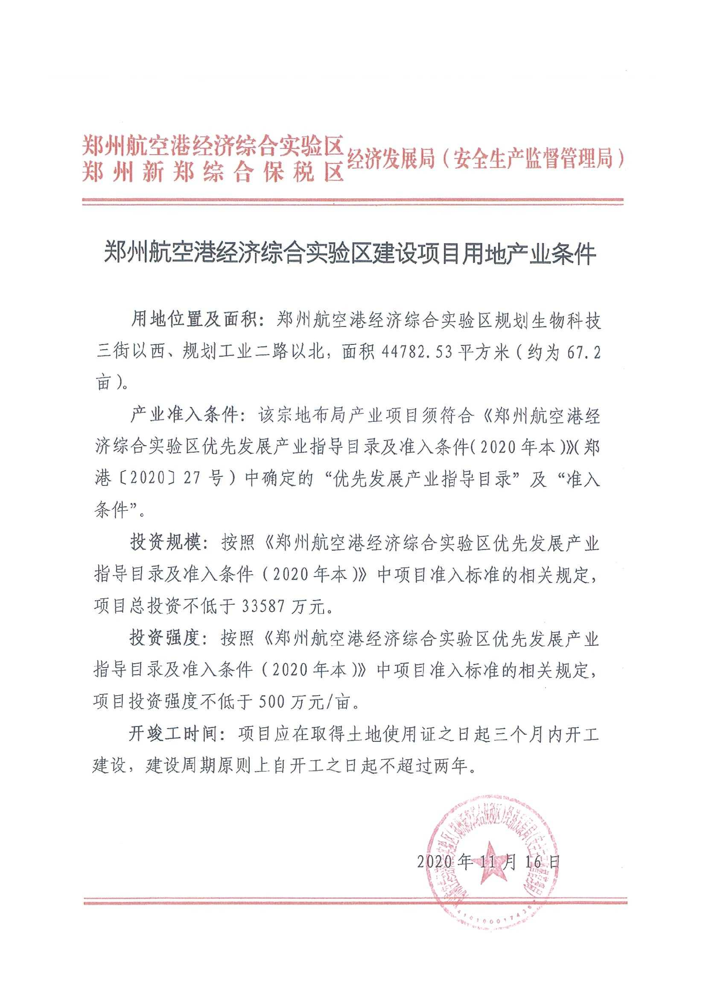 郑州航空港经济综合实验区
郑州新郑综合保税区
经济发展局（安全生产监督管理局）
郑州航空港经济综合实验区建设项目用地产业条件
用地位置及面积：郑州航空港经济综合实验区规划生物科技
三街以西、规划工业二路以北，面积 44782.53 平方米（约为 67.2
亩）。
产业准入条件：该宗地布局产业项目须符合《郑州航空港经
济综合实验区优先发展产业指导目录及准入条件（2020 年本）》（郑
港〔2020〕27 号）中确定的“优先发展产业指导目录”及“准入
条件”。
投资规模：按照《郑州航空港经济综合实验区优先发展产业
指导目录及准入条件（2020 年本）》中项目准入标准的相关规定，
项目总投资不低于 33587 万元。
投资强度：按照《郑州航空港经济综合实验区优先发展产业
指导目录及准入条件（2020 年本）》中项目准入标准的相关规定，
项目投资强度不低于 500 万元/亩。
开竣工时间：项目应在取得土地使用证之日起三个月内开工
建设，建设周期原则上自开工之日起不超过两年。
2020 年 11 月 16 日